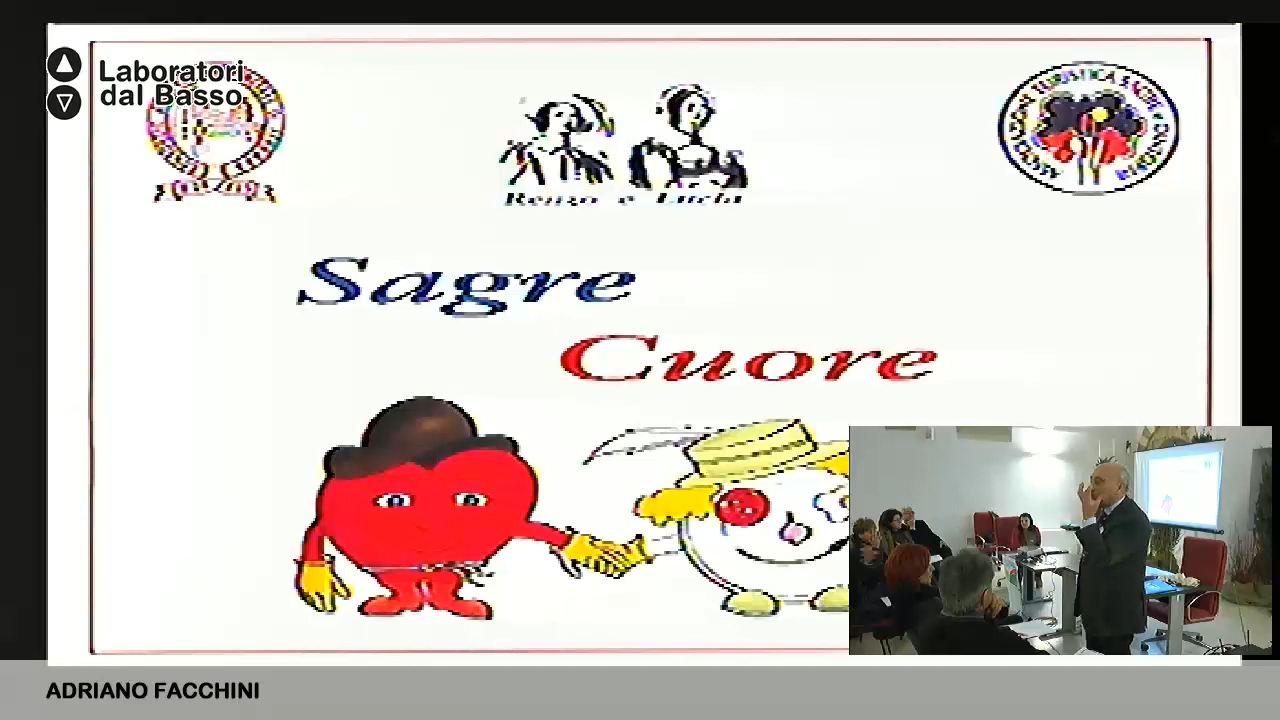 Laboratori
dal Basso
Renzo e Lucia
Sagre
Cuore
ADRIANO FACCHINI